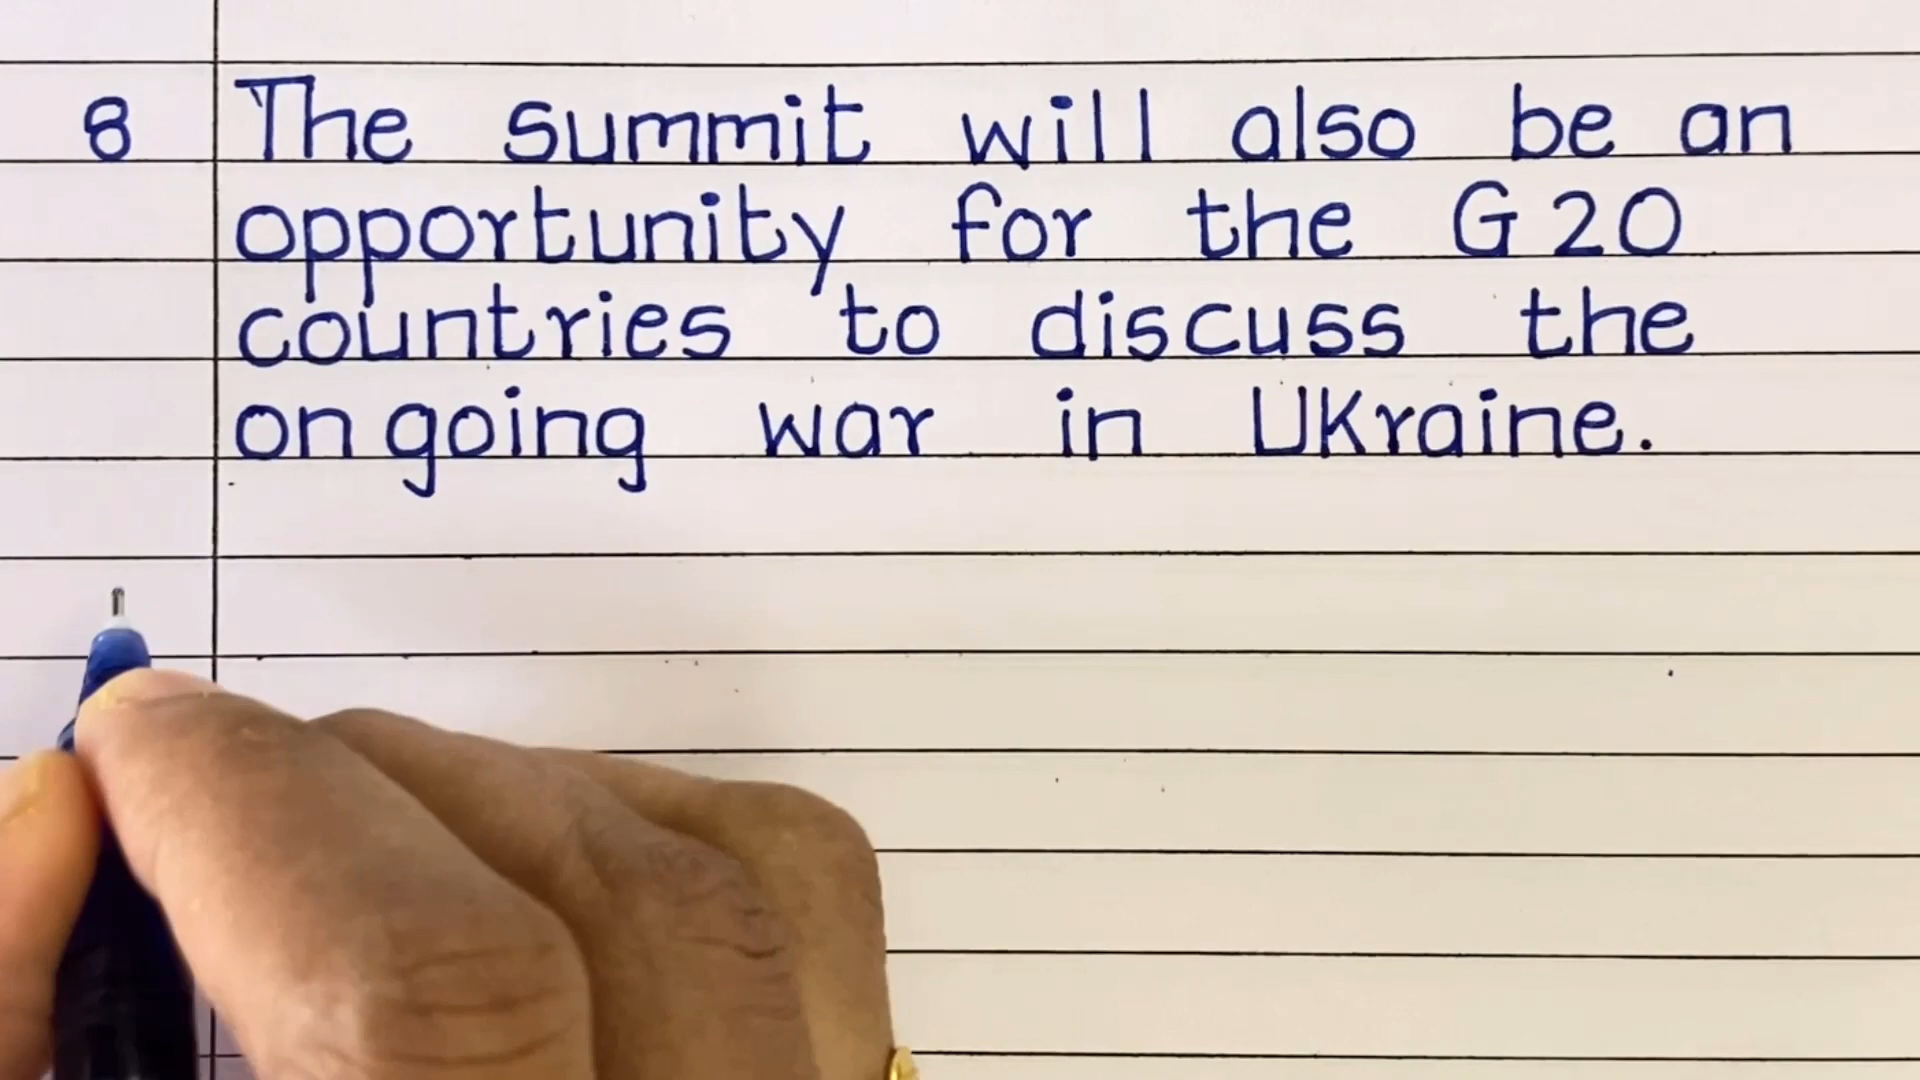 8 The summit will also be an
opportunity for the G20
countries to discuss the
ongoing war in Ukraine.